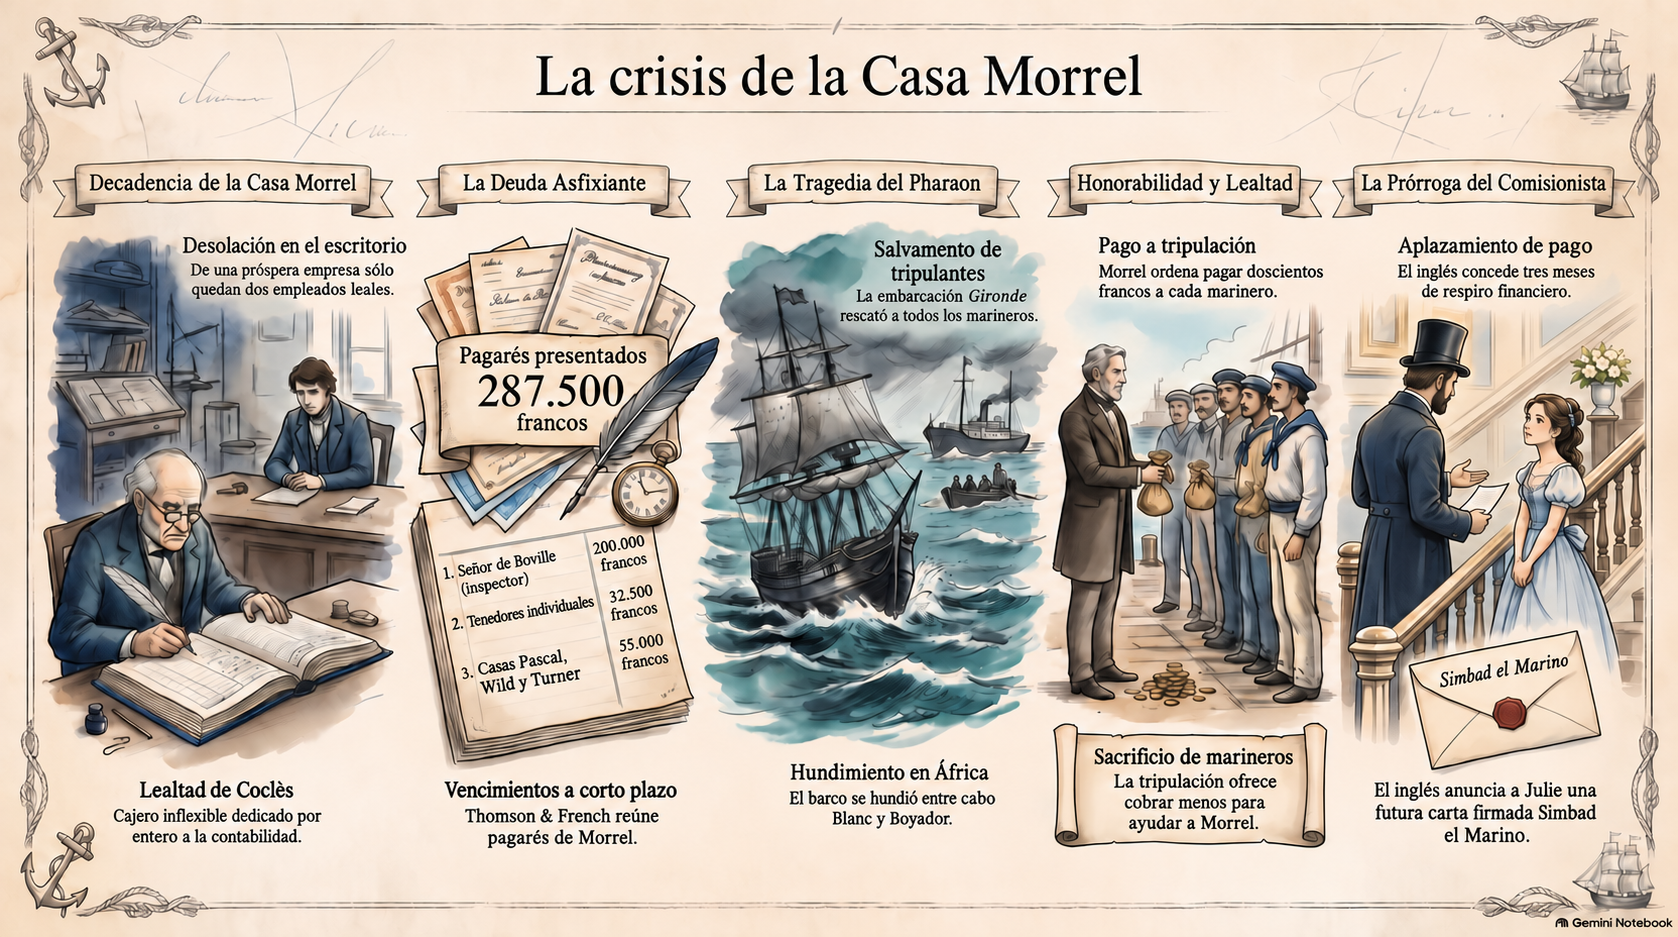 La crisis de la Casa Morrel
Decadencia de la Casa Morrel
Desolación en el escritorio
De una próspera empresa sólo
quedan dos empleados leales.
Lealtad de Coclès
Cajero inflexible dedicado por
entero a la contabilidad.
La Deuda Asfixiante
Pagarés presentados
287.500
francos
1. Señor de Boville
(inspector)
200.000
francos
2. Tenedores individuales
32.500
francos
3. Casas Pascal,
Wild y Turner
55.000
francos
Vencimientos a corto plazo
Thomson & French reúne
pagarés de Morrel.
La Tragedia del Pharaon
Salvamento de
tripulantes
La embarcación Gironde
rescató a todos los marineros.
Hundimiento en África
El barco se hundió entre cabo
Blanc y Boyador.
Honorabilidad y Lealtad
Pago a tripulación
Morrel ordena pagar doscientos
francos a cada marinero.
Sacrificio de marineros
La tripulación ofrece
cobrar menos para
ayudar a Morrel.
La Prórroga del Comisionista
Aplazamiento de pago
El inglés concede tres meses
de respiro financiero.
Simbad el Marino
El inglés anuncia a Julie una
futura carta firmada Simbad
el Marino.
Gemini Notebook